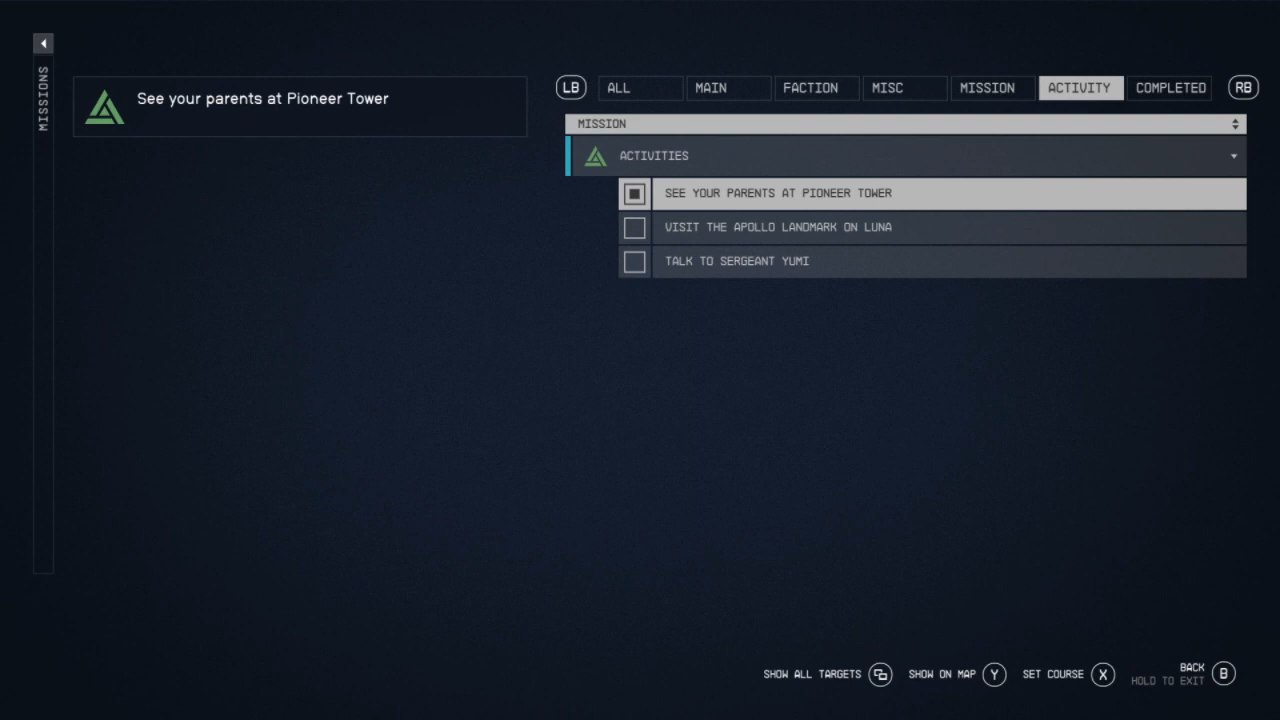 MISSIONS
See your parents at Pioneer Tower
LB ALL MAIN FACTION MISC MISSION ACTIVITY COMPLETED RB
MISSION
ACTIVITIES
SEE YOUR PARENTS AT PIONEER TOWER
VISIT THE APOLLO LANDMARK ON LUNA
TALK TO SERGEANT YUMI
SHOW ALL TARGETS SHOW ON MAP Y SET COURSE X BACK B
HOLD TO EXIT